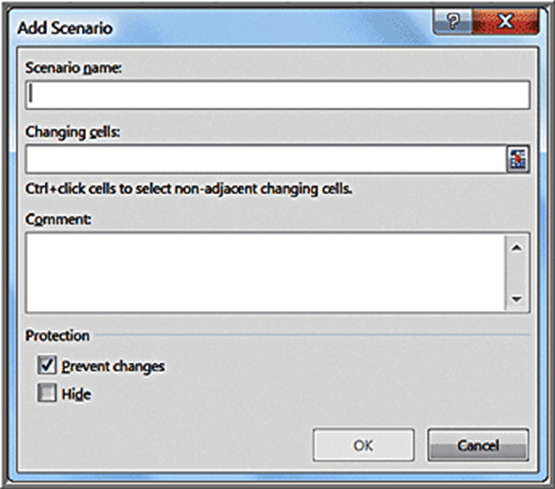 Add Scenario
?
X
Scenario name:
Changing cells:
Ctrl+click cells to select non-adjacent changing cells.
Comment:
Protection
Prevent changes
Hide
OK
Cancel